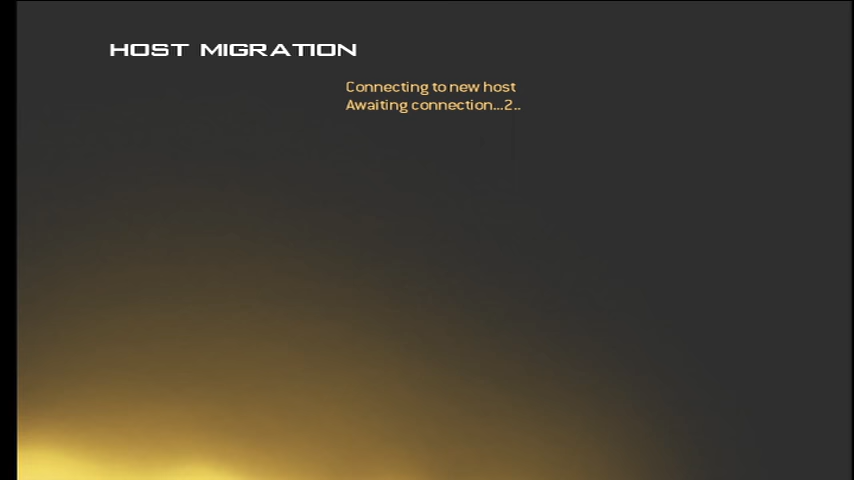 HOST MIGRATION
Connecting to new host
Awaiting connection...2..